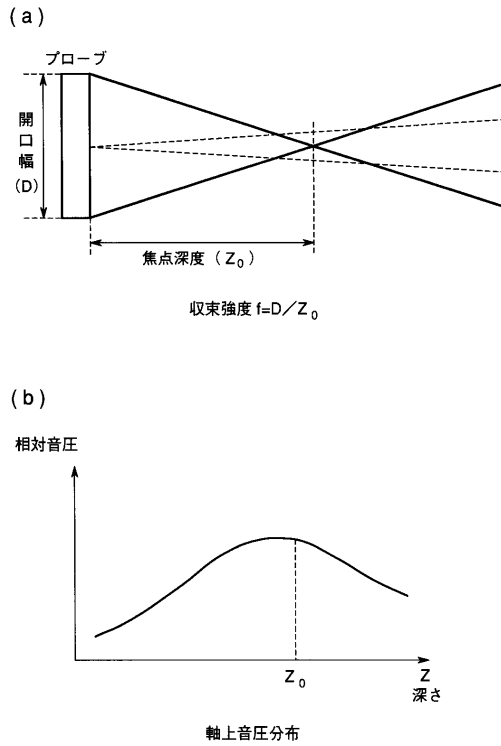 (a)
プローブ
開口幅
(D)
焦点深度 (Z₀)
収束強度 f=D/Z₀
(b)
相対音圧
Z₀
Z
深さ
軸上音圧分布